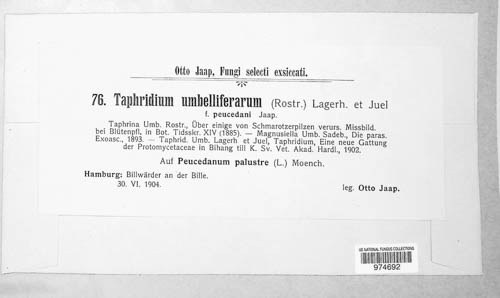 Otto Jaap, Fungi selecti exsiccati.
76. Taphridium umbelliferarum (Rostr.) Lagerh. et Juel
f. peucedani Jaap.
Taphrina Umb. Rostr., Über einige von Schmarotzerpilzen verurs. Missbild.
bei Blütenpfl. in Bot. Tidsskr. XIV (1885). — Magnusiella Umb. Sadeb., Die paras.
Exoasc., 1893. — Taphrid. Umb. Lagerh et Juel, Taphridium, Eine neue Gattung
der Protomycetaceae in Bihang till K. Sv. Vet. Akad. Hardl., 1902.
Auf Peucedanum palustre (L.) Moench.
Hamburg: Billwärder an der Bille.
30. VI. 1904.
leg. Otto Jaap.
US NATIONAL FUNGUS COLLECTIONS
974692